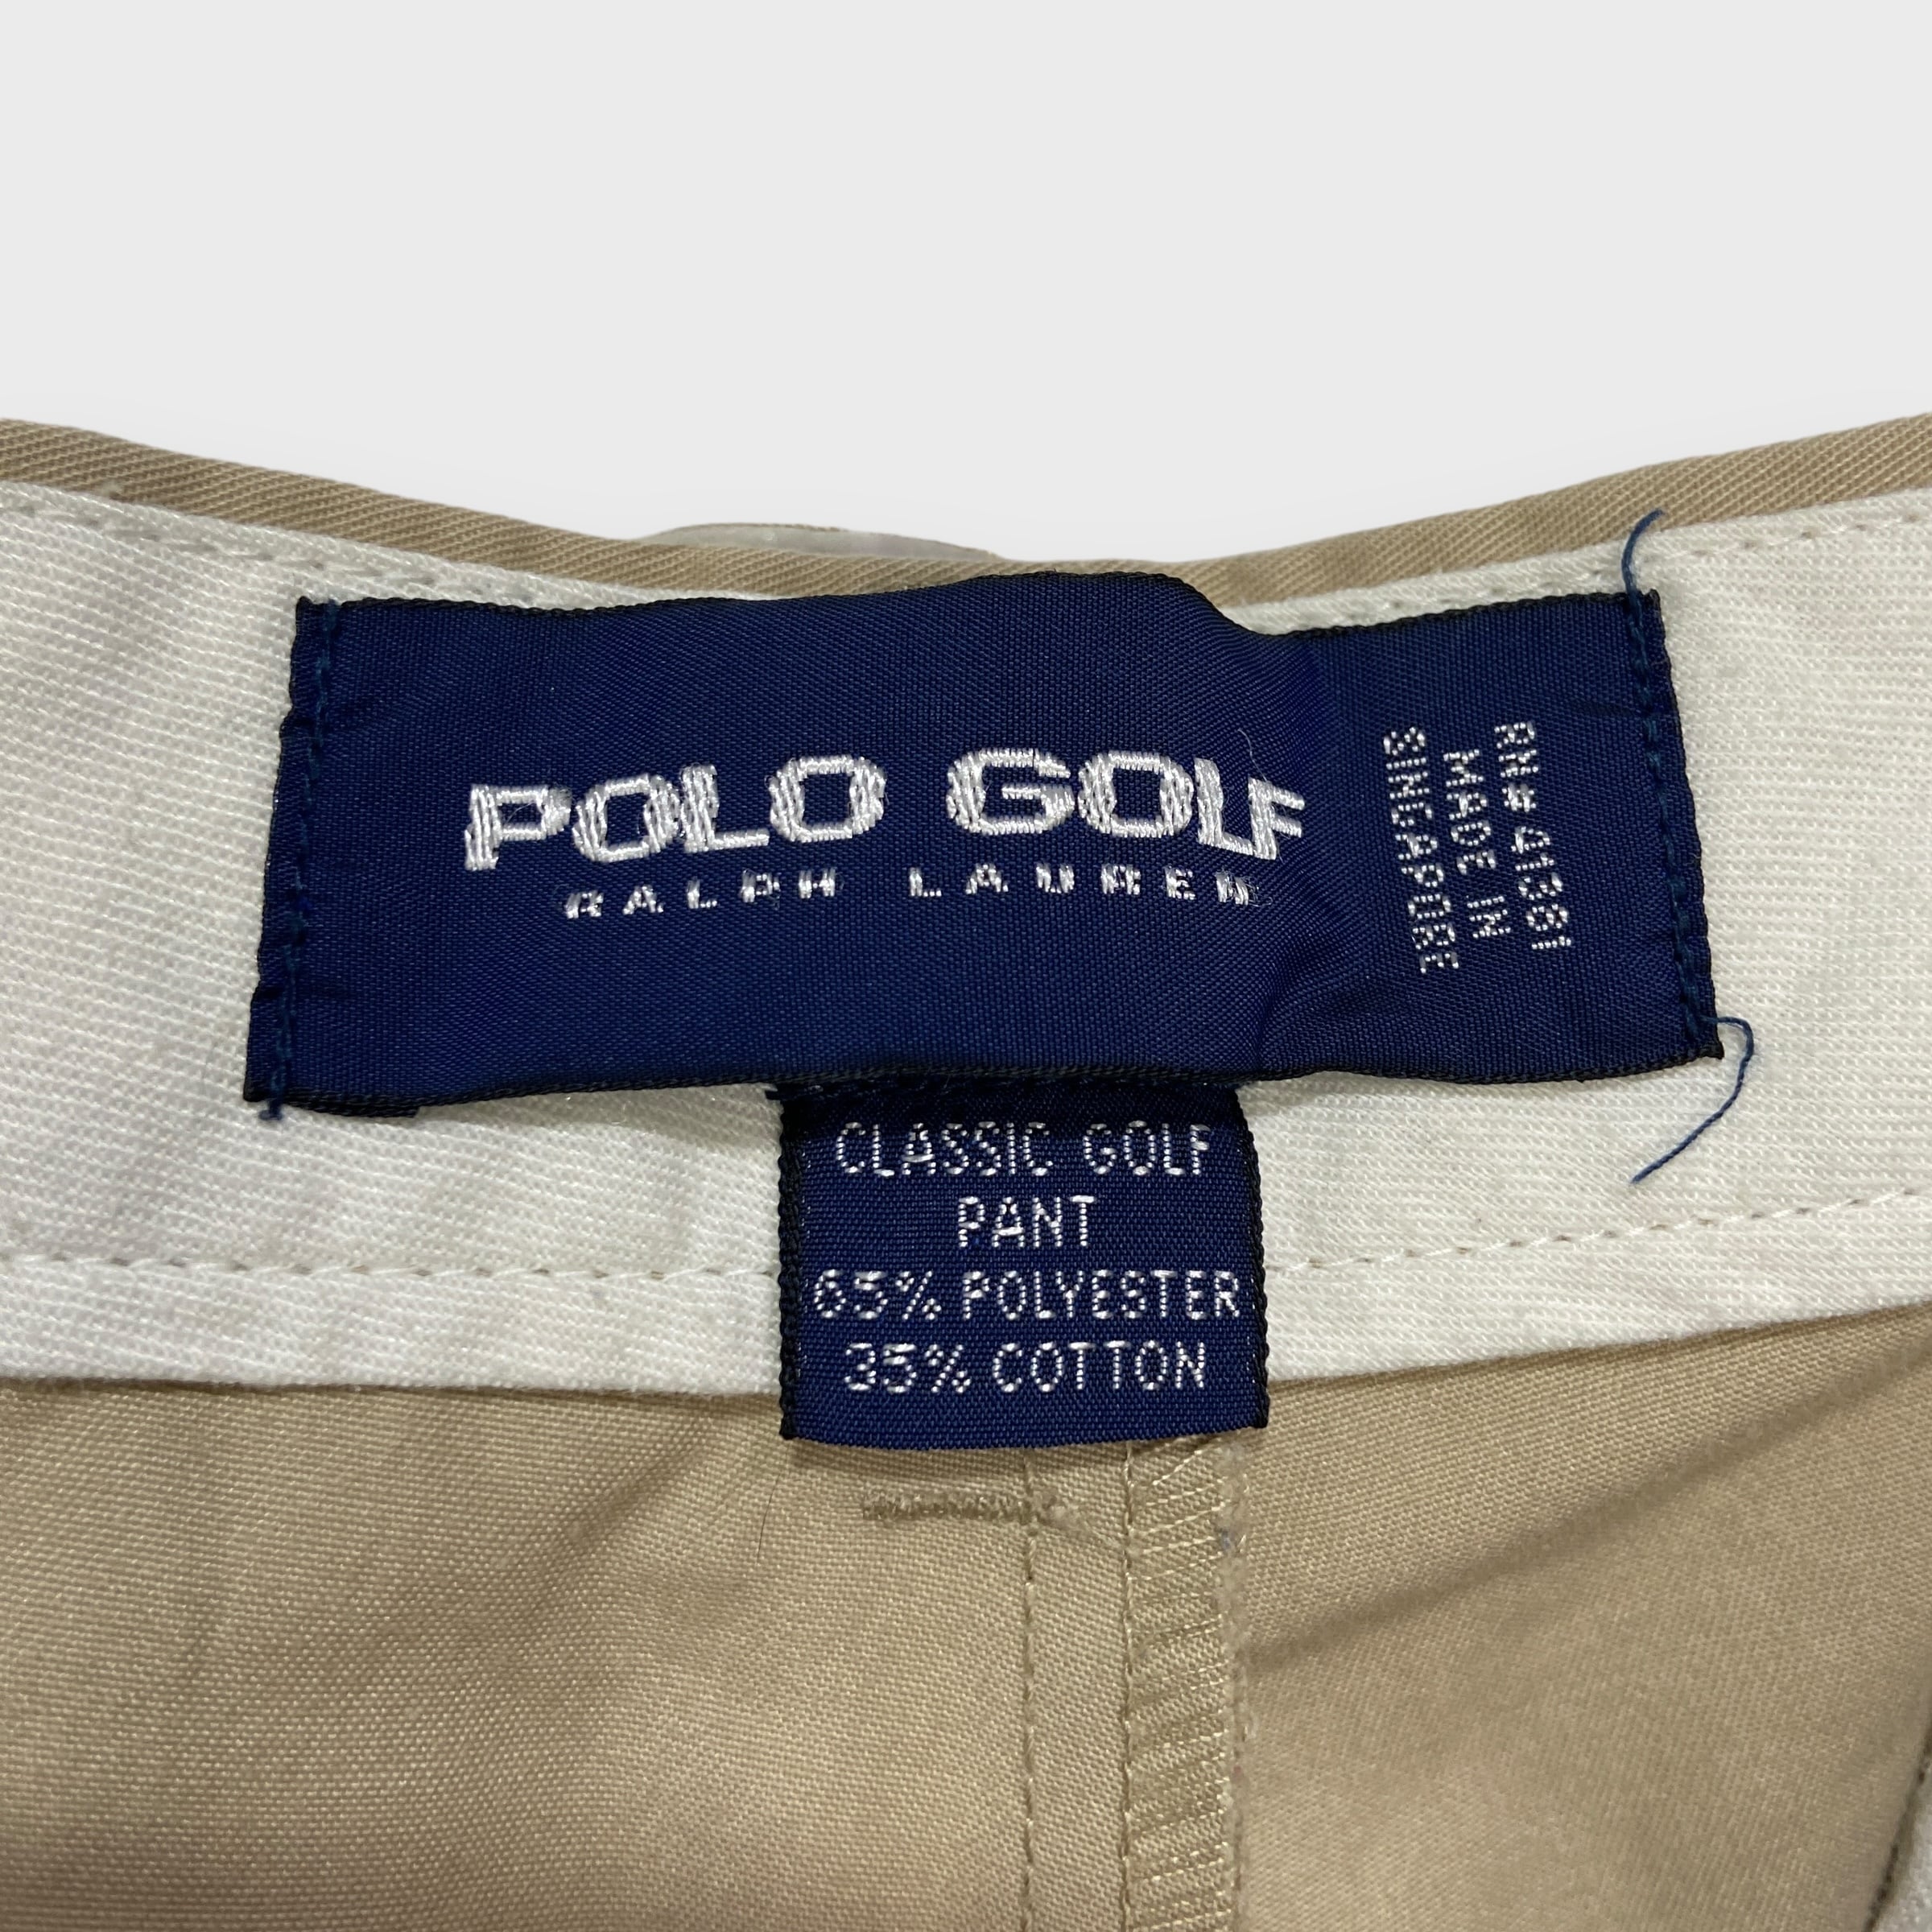 POLO GOLF
RALPH LAUREN
RN# 41381
MADE IN
SINGAPORE
CLASSIC GOLF
PANT
65% POLYESTER
35% COTTON